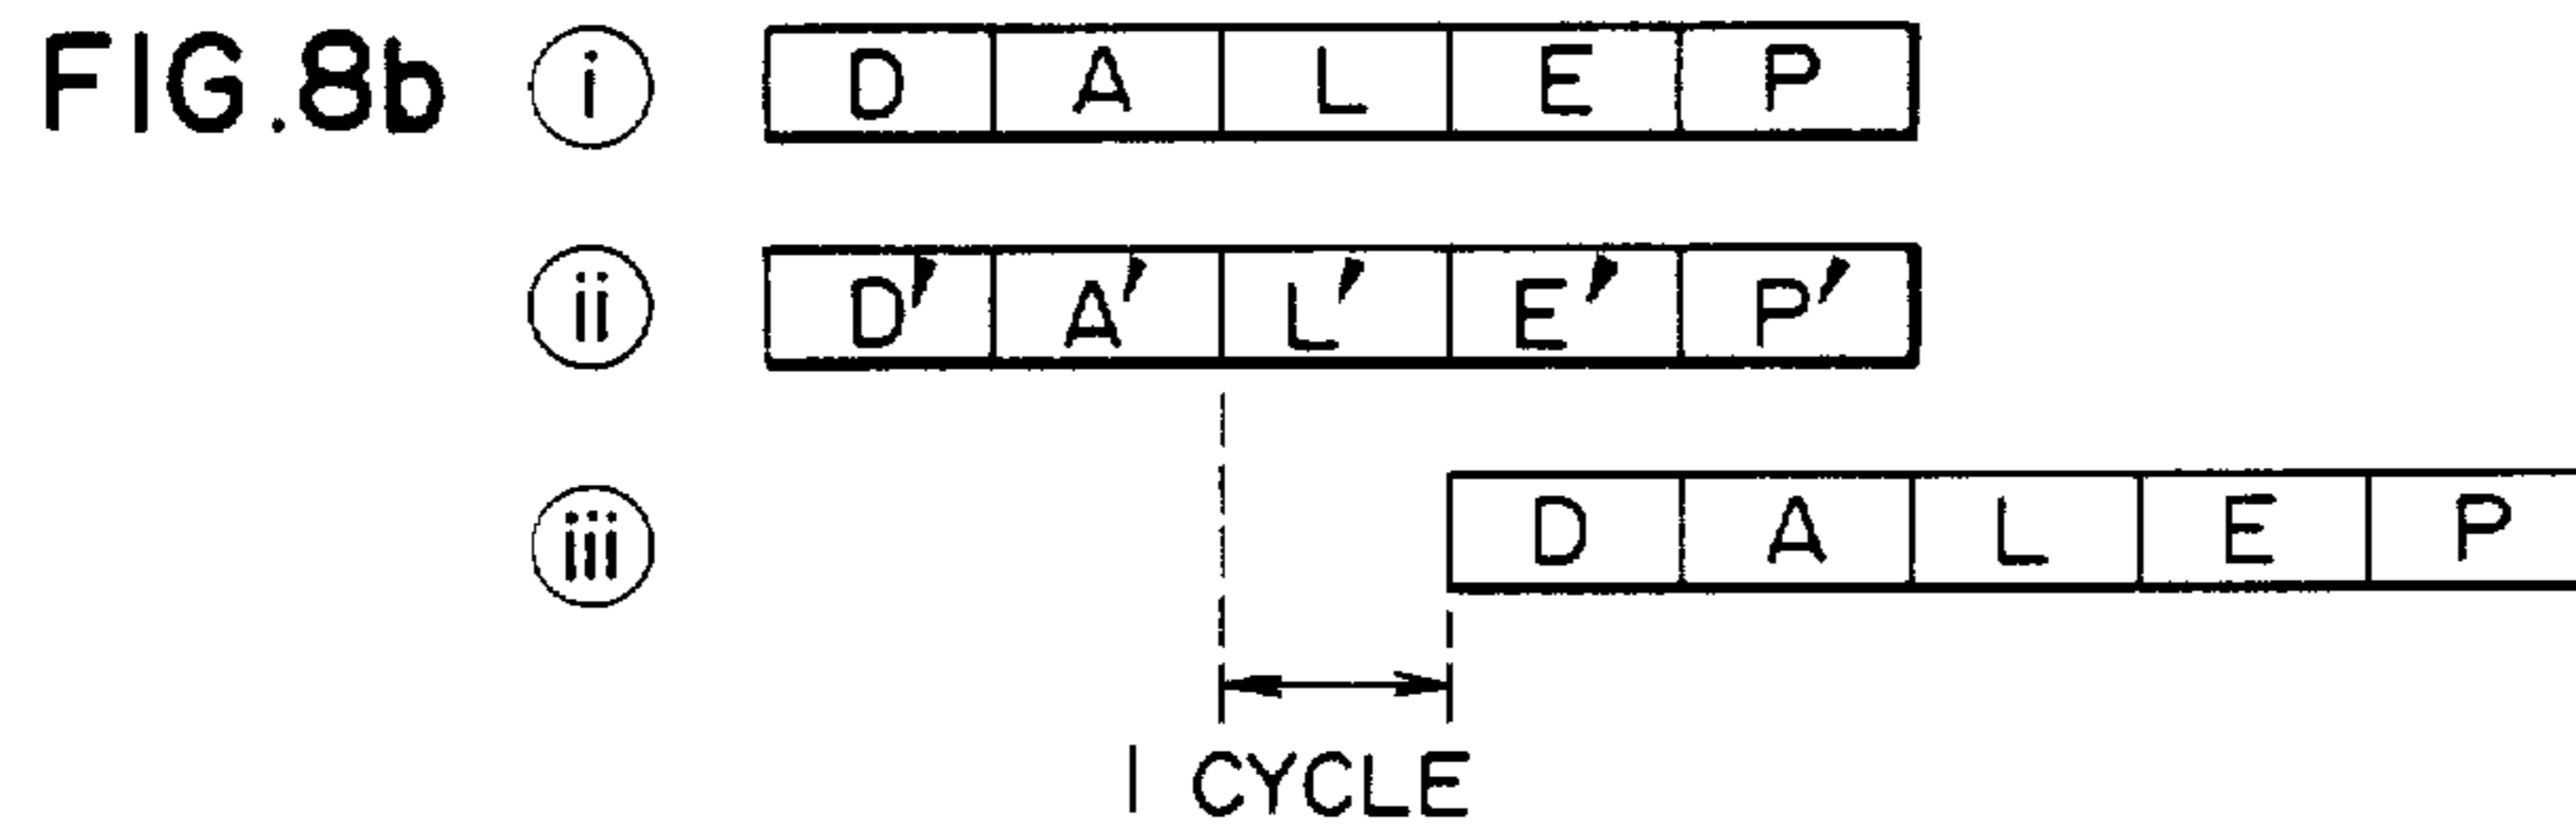 FIG.8b i D A L E P
ii D' A' L' E' P'
iii D A L E P
1 CYCLE